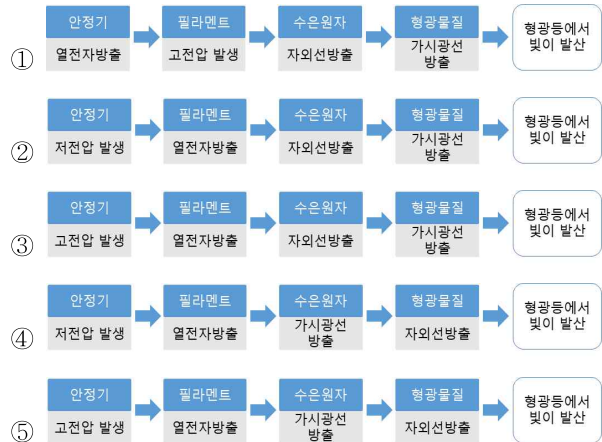 ①
안정기
열전자방출
필라멘트
고전압 발생
수은원자
자외선방출
형광물질
가시광선
방출
형광등에서
빛이 발산
②
안정기
저전압 발생
필라멘트
열전자방출
수은원자
자외선방출
형광물질
가시광선
방출
형광등에서
빛이 발산
③
안정기
고전압 발생
필라멘트
열전자방출
수은원자
자외선방출
형광물질
가시광선
방출
형광등에서
빛이 발산
④
안정기
저전압 발생
필라멘트
열전자방출
수은원자
가시광선
방출
형광물질
자외선방출
형광등에서
빛이 발산
⑤
안정기
고전압 발생
필라멘트
열전자방출
수은원자
가시광선
방출
형광물질
자외선방출
형광등에서
빛이 발산